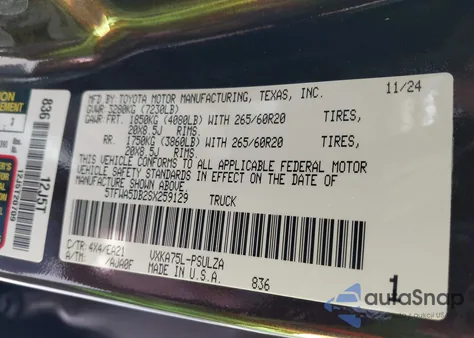 MFD. BY: TOYOTA MOTOR MANUFACTURING, TEXAS, INC. 11/24
GVWR 3280KG (7230LB)
GAWR: FRT. 1850KG (4080LB) WITH 265/60R20 TIRES,
20X8.5J RIMS.
RR. 1750KG (3860LB) WITH 265/60R20 TIRES,
20X8.5J RIMS.
THIS VEHICLE CONFORMS TO ALL APPLICABLE FEDERAL MOTOR
VEHICLE SAFETY STANDARDS IN EFFECT ON THE DATE OF
MANUFACTURE SHOWN ABOVE.
5TFWA5DB2SX259129 TRUCK
C/TR: 4X4/EA21 VXKA75L-PSULZA
A/TM: /AJA0F MADE IN U.S.A. 836
1
836
1215T
autoSnap